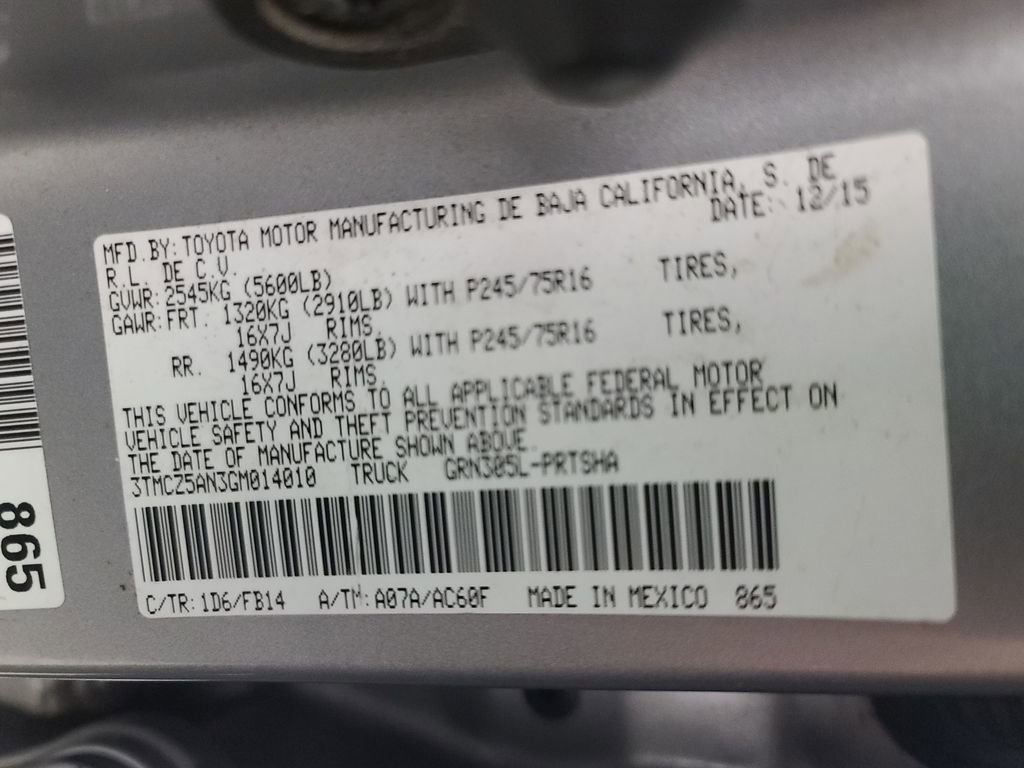 MFD. BY: TOYOTA MOTOR MANUFACTURING DE BAJA CALIFORNIA, S. DE
R.L. DE C.V. DATE: 12/15
GVWR: 2545KG (5600LB)
GAWR: FRT. 1320KG (2910LB) WITH P245/75R16 TIRES,
16X7J RIMS,
RR. 1490KG (3280LB) WITH P245/75R16 TIRES,
16X7J RIMS.
THIS VEHICLE CONFORMS TO ALL APPLICABLE FEDERAL MOTOR
VEHICLE SAFETY AND THEFT PREVENTION STANDARDS IN EFFECT ON
THE DATE OF MANUFACTURE SHOWN ABOVE.
3TMCZ5AN3GM014010 TRUCK GRN305L-PRTSHA
C/TR: 1D6/FB14 A/TM: A07A/AC60F MADE IN MEXICO 865
865